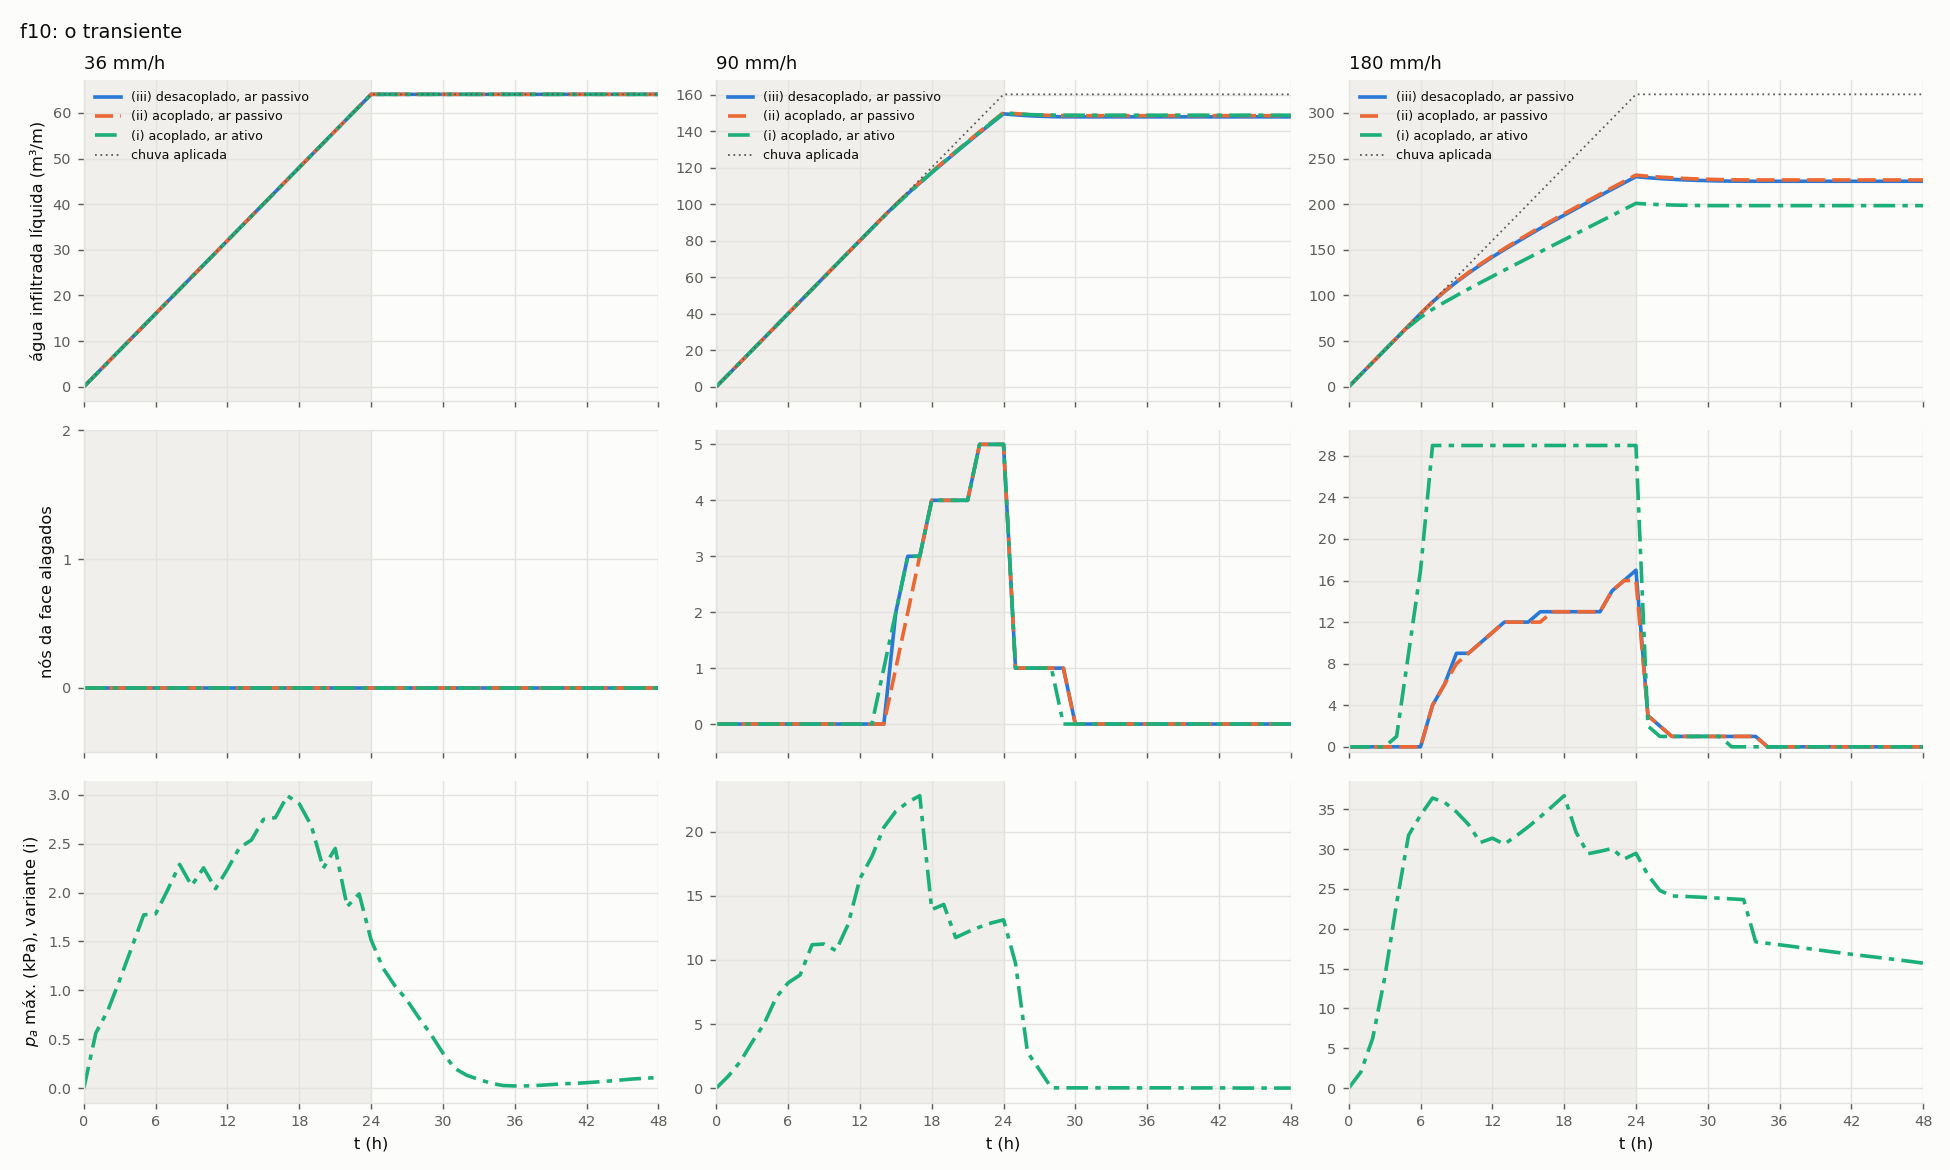 f10: o transiente
36 mm/h
90 mm/h
180 mm/h
água infiltrada líquida (m³/m)
0
10
20
30
40
50
60
(iii) desacoplado, ar passivo
(ii) acoplado, ar passivo
(i) acoplado, ar ativo
chuva aplicada
0
20
40
60
80
100
120
140
160
(iii) desacoplado, ar passivo
(ii) acoplado, ar passivo
(i) acoplado, ar ativo
chuva aplicada
0
50
100
150
200
250
300
(iii) desacoplado, ar passivo
(ii) acoplado, ar passivo
(i) acoplado, ar ativo
chuva aplicada
nós da face alagados
0
1
2
0
1
2
3
4
5
0
4
8
12
16
20
24
28
pₐ máx. (kPa), variante (i)
0.0
0.5
1.0
1.5
2.0
2.5
3.0
0
5
10
15
20
0
5
10
15
20
25
30
35
0 6 12 18 24 30 36 42 48
t (h)
0 6 12 18 24 30 36 42 48
t (h)
0 6 12 18 24 30 36 42 48
t (h)